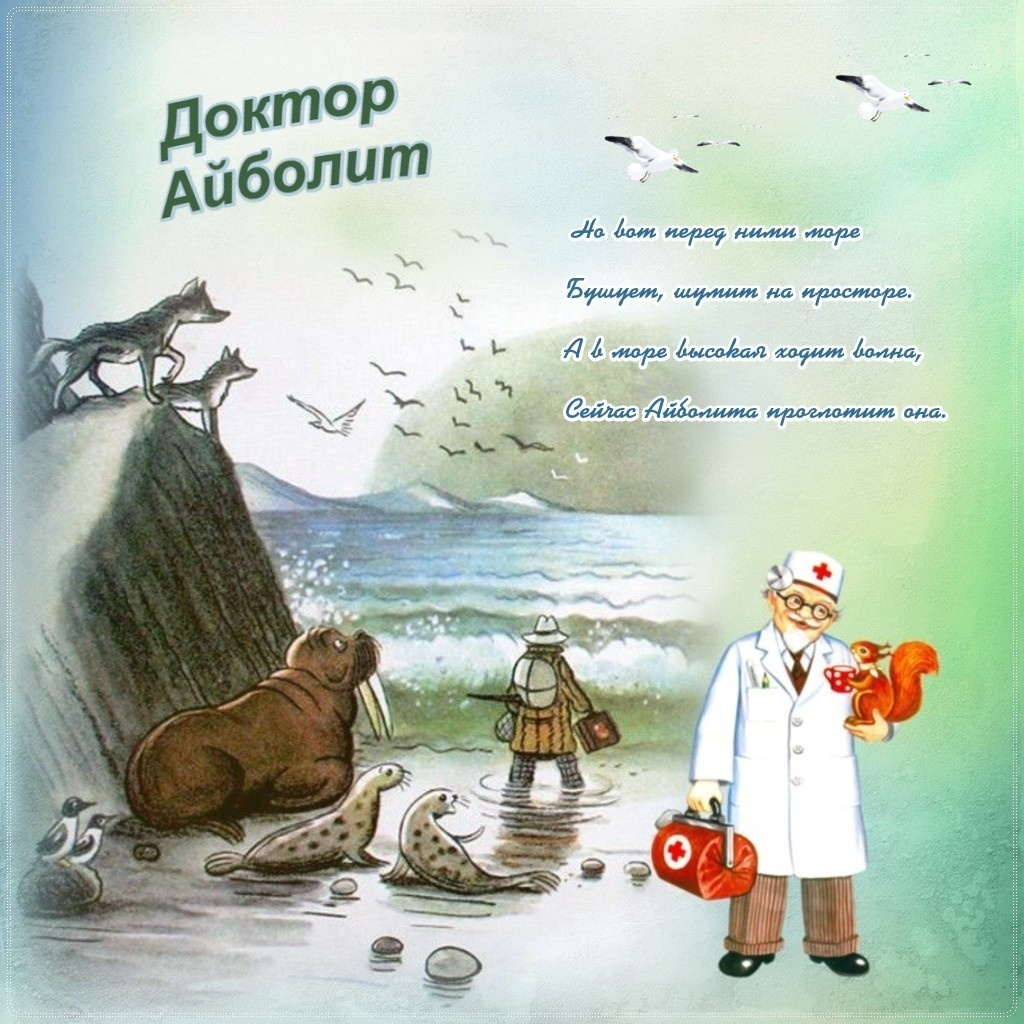 Доктор
Айболит
Но вот перед ними море
Бушует, шумит на просторе.
А в море высокая ходит волна,
Сейчас Айболита проглотит она.